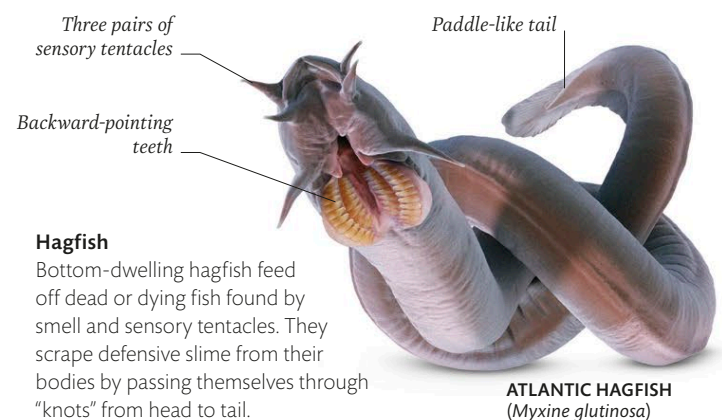 Three pairs of
sensory tentacles
Paddle-like tail
Backward-pointing
teeth
Hagfish
Bottom-dwelling hagfish feed
off dead or dying fish found by
smell and sensory tentacles. They
scrape defensive slime from their
bodies by passing themselves through
“knots” from head to tail.
ATLANTIC HAGFISH
(Myxine glutinosa)